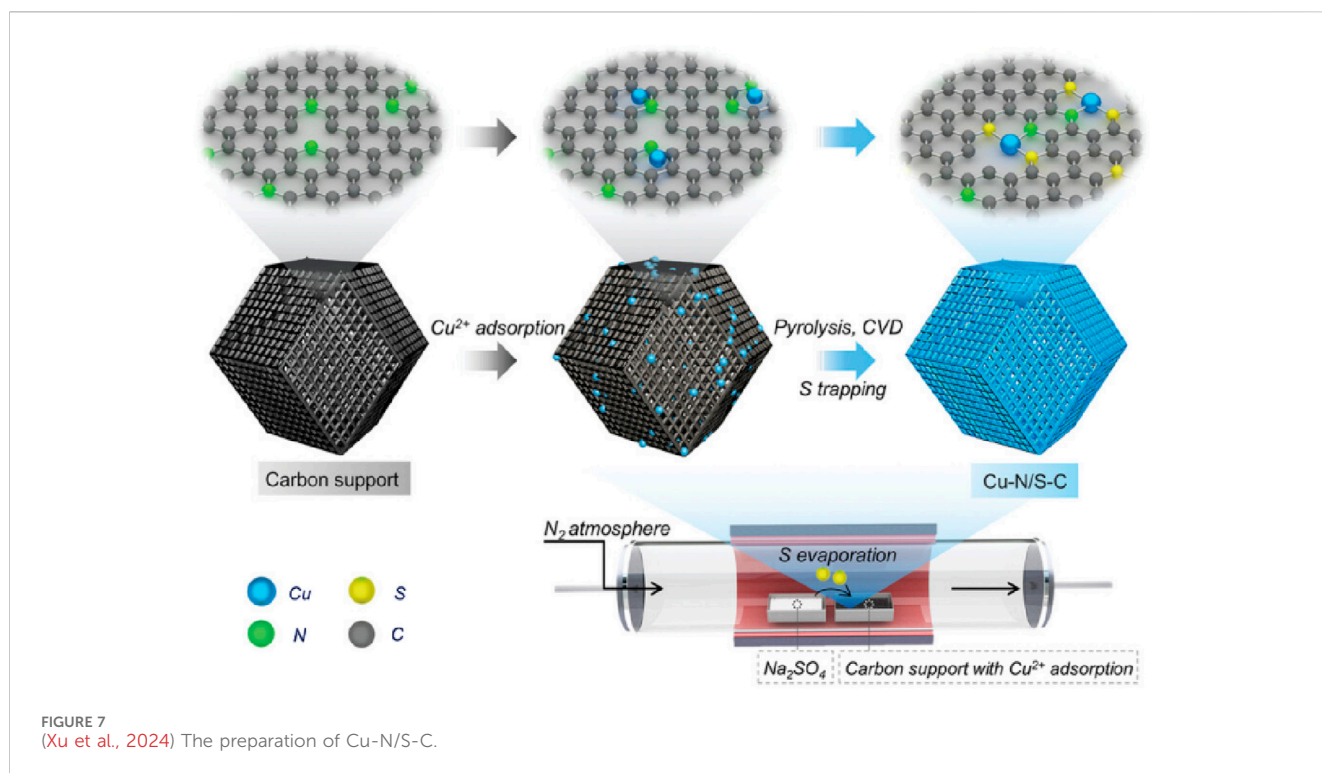 Cu²⁺ adsorption
Pyrolysis, CVD
S trapping
Carbon support
Cu-N/S-C
N₂ atmosphere
S evaporation
Cu
S
N
C
Na₂SO₄
Carbon support with Cu²⁺ adsorption
FIGURE 7
(Xu et al., 2024) The preparation of Cu-N/S-C.